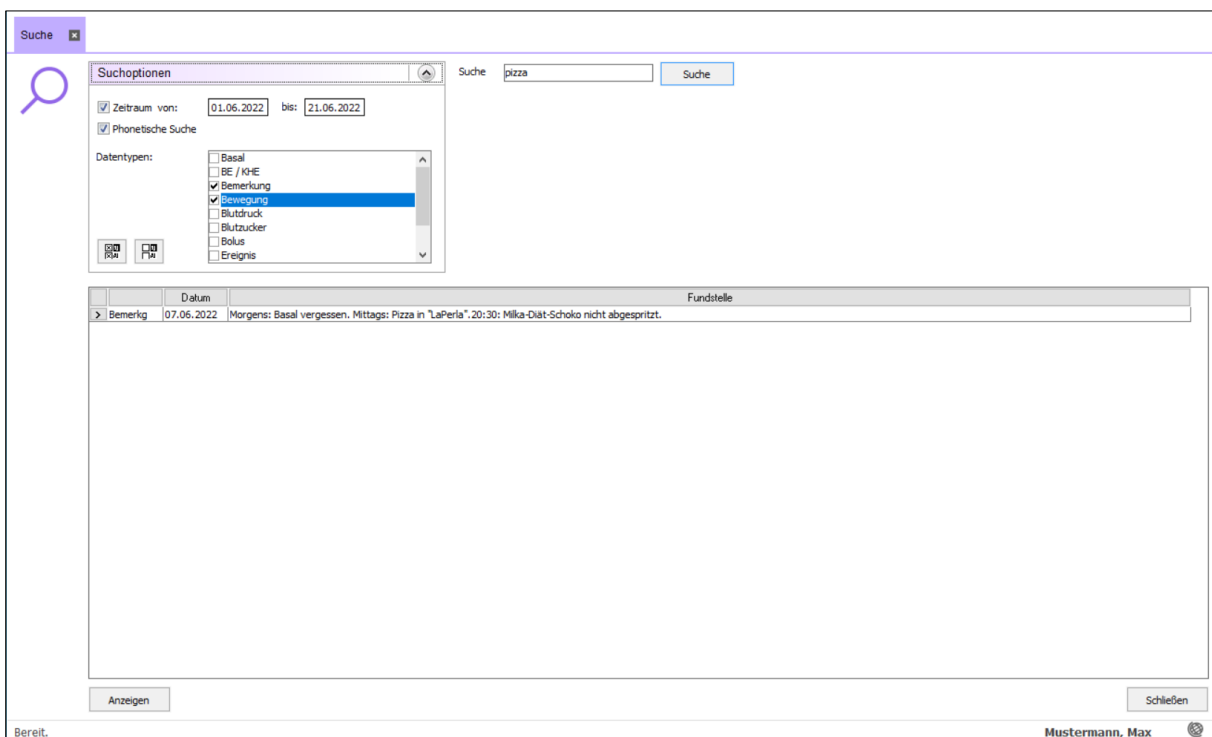 Suche
Suchoptionen
Suche pizza Suche
Zeitraum von: 01.06.2022 bis: 21.06.2022
Phonetische Suche
Datentypen:
Basal
BE / KHE
Bemerkung
Bewegung
Blutdruck
Blutzucker
Bolus
Ereignis
Datum Fundstelle
Bemerkg 07.06.2022 Morgens: Basal vergessen. Mittags: Pizza in "LaPerla".20:30: Milka-Diät-Schoko nicht abgespritzt.
Anzeigen Schließen
Bereit. Mustermann, Max